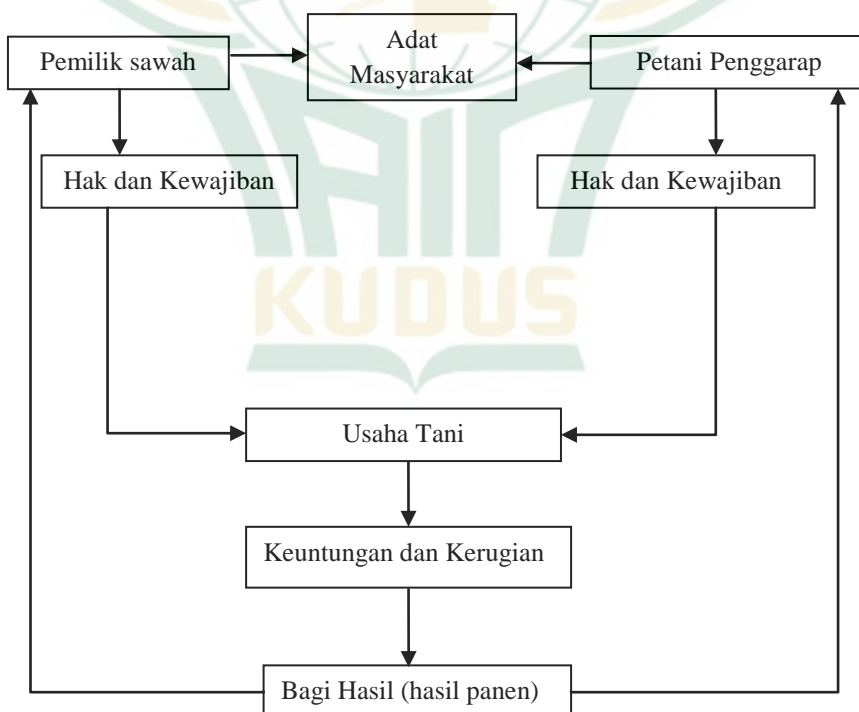 Adat
Masyarakat
Pemilik sawah
Petani Penggarap
Hak dan Kewajiban
Hak dan Kewajiban
IAIN
KUDUS
Usaha Tani
Keuntungan dan Kerugian
Bagi Hasil (hasil panen)